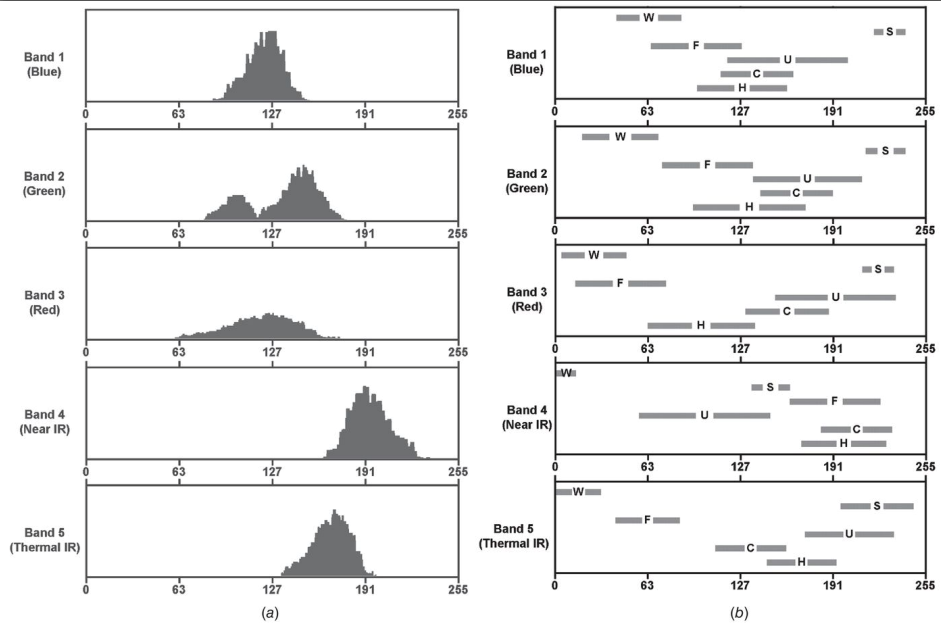 Band 1
(Blue)
0 63 127 191 255
Band 2
(Green)
0 63 127 191 255
Band 3
(Red)
0 63 127 191 255
Band 4
(Near IR)
0 63 127 191 255
Band 5
(Thermal IR)
0 63 127 191 255
(a)
Band 1
(Blue)
W
S
F
U
C
H
0 63 127 191 255
Band 2
(Green)
W
S
F
U
C
H
0 63 127 191 255
Band 3
(Red)
W
S
F
U
C
H
0 63 127 191 255
Band 4
(Near IR)
W
S
F
U
C
H
0 63 127 191 255
Band 5
(Thermal IR)
W
S
F
U
C
H
0 63 127 191 255
(b)